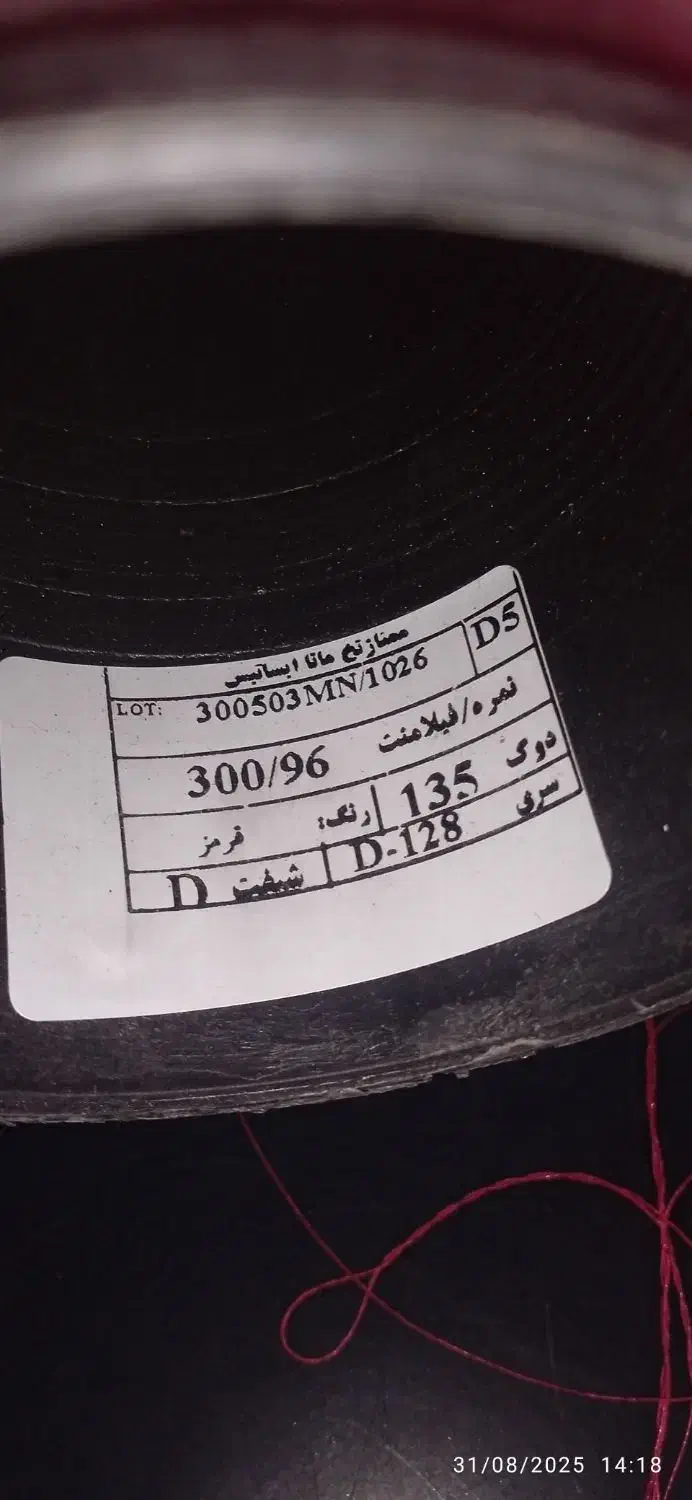 ممتازنخ مانا ایساتیس D5
LOT: 300503MN/1026
نمره/فیلامنت 300/96
دوک 135 رنگ: قرمز
سری D-128 شیفت D
31/08/2025 14:18